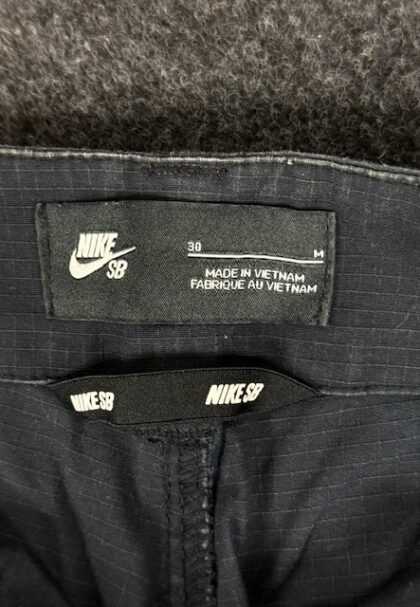 NIKE
SB
30 M
MADE IN VIETNAM
FABRIQUE AU VIETNAM
NIKE SB NIKE SB